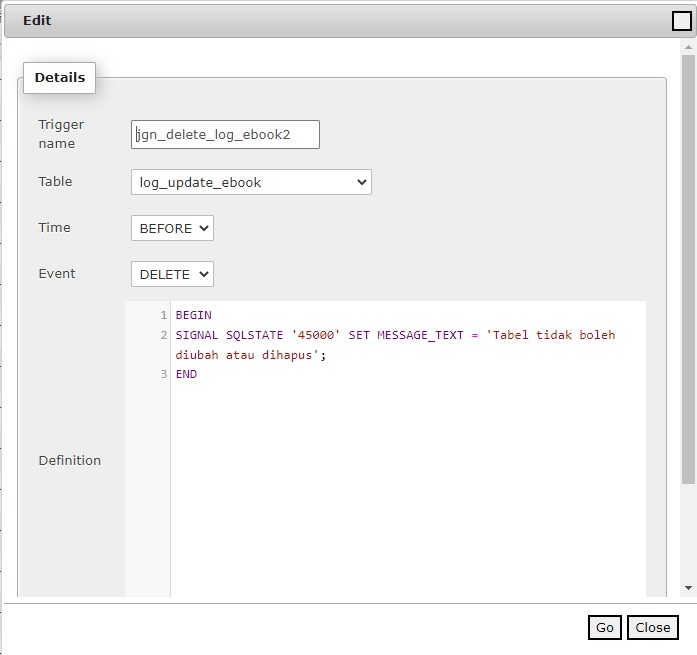 Edit
Details
Trigger
name
jgn_delete_log_ebook2
Table
log_update_ebook
Time
BEFORE
Event
DELETE
Definition
1 BEGIN
2 SIGNAL SQLSTATE '45000' SET MESSAGE_TEXT = 'Tabel tidak boleh
diubah atau dihapus';
3 END
Go
Close